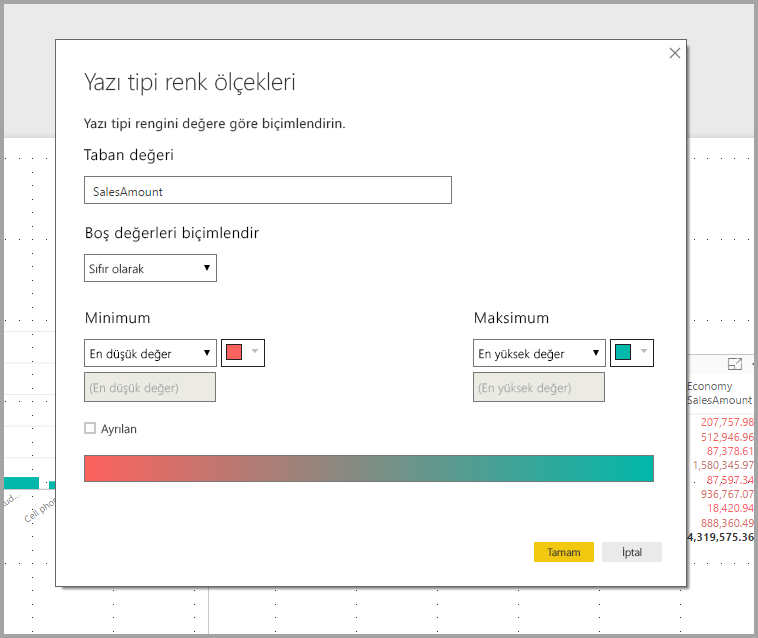 Yazı tipi renk ölçekleri
Yazı tipi rengini değere göre biçimlendirin.
Taban değeri
SalesAmount
Boş değerleri biçimlendir
Sıfır olarak
Minimum
Maksimum
En düşük değer
En yüksek değer
(En düşük değer)
(En yüksek değer)
Ayrılan
Tamam
İptal
Economy
SalesAmount
207,757.98
512,946.96
87,378.61
1,580,345.97
87,597.34
936,767.07
18,420.94
888,360.49
4,319,575.36
Cell